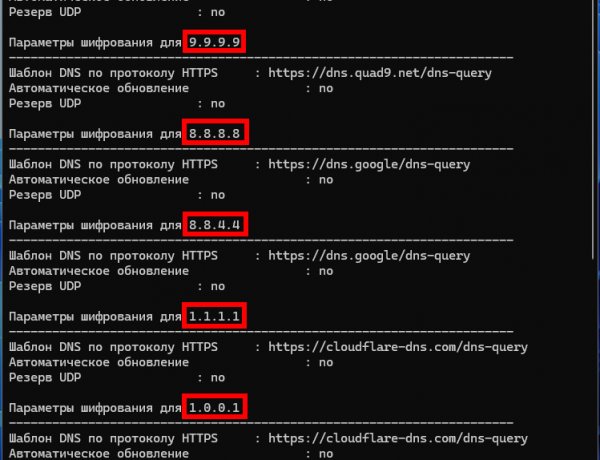 Автоматическое обновление : no
Резерв UDP : no
Параметры шифрования для 9.9.9.9
----------------------------------------------------------------------
Шаблон DNS по протоколу HTTPS : https://dns.quad9.net/dns-query
Автоматическое обновление : no
Резерв UDP : no
Параметры шифрования для 8.8.8.8
----------------------------------------------------------------------
Шаблон DNS по протоколу HTTPS : https://dns.google/dns-query
Автоматическое обновление : no
Резерв UDP : no
Параметры шифрования для 8.8.4.4
----------------------------------------------------------------------
Шаблон DNS по протоколу HTTPS : https://dns.google/dns-query
Автоматическое обновление : no
Резерв UDP : no
Параметры шифрования для 1.1.1.1
----------------------------------------------------------------------
Шаблон DNS по протоколу HTTPS : https://cloudflare-dns.com/dns-query
Автоматическое обновление : no
Резерв UDP : no
Параметры шифрования для 1.0.0.1
----------------------------------------------------------------------
Шаблон DNS по протоколу HTTPS : https://cloudflare-dns.com/dns-query
Автоматическое обновление : no